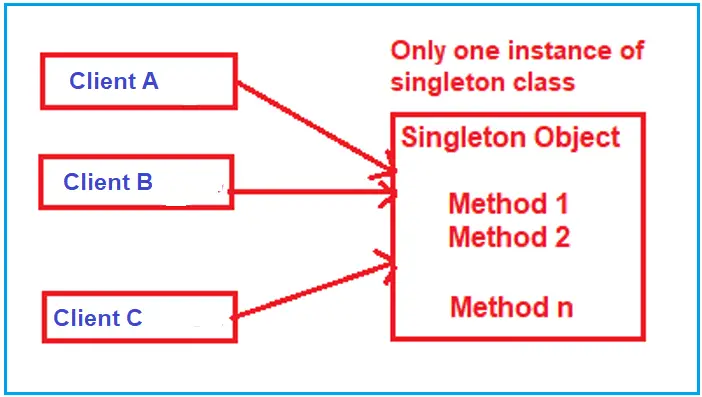 Client A
Client B
Client C
Only one instance of
singleton class
Singleton Object
Method 1
Method 2
Method n